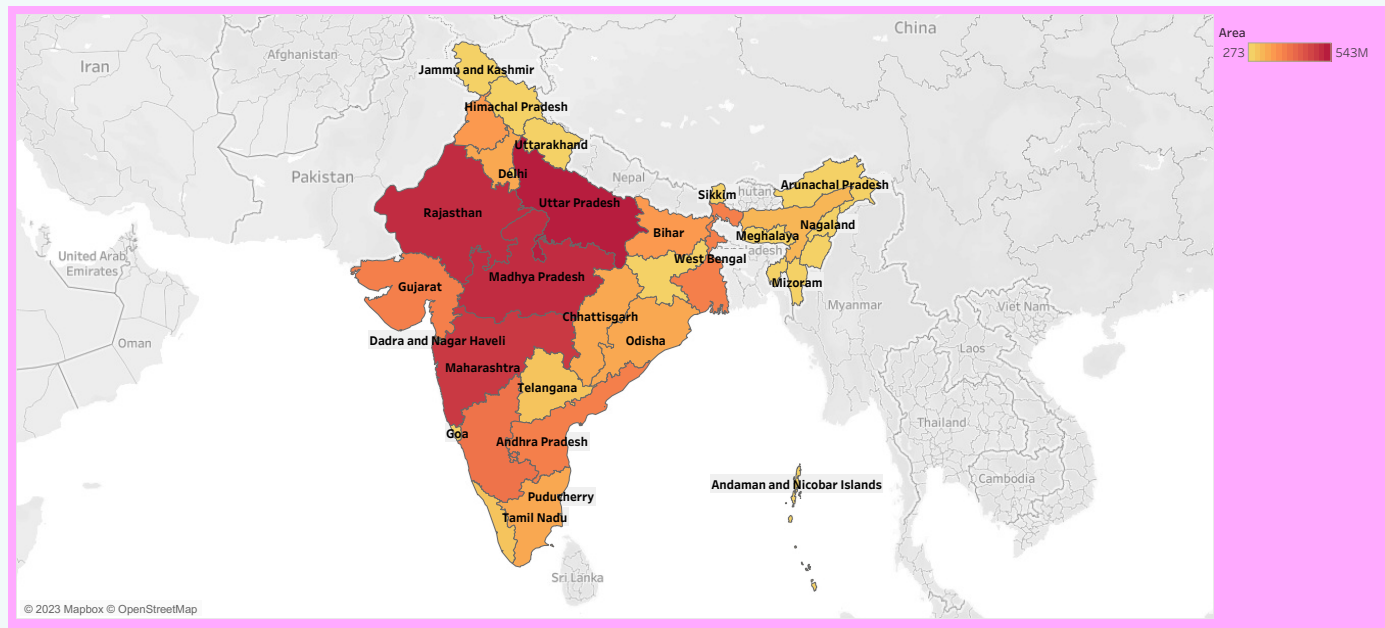 China
Area
273
543M
Afghanistan
Iran
Jammu and Kashmir
Himachal Pradesh
Uttarakhand
Pakistan
Delhi
Nepal
Sikkim
hutan
Arunachal Pradesh
Rajasthan
Uttar Pradesh
Bihar
Nagaland
Meghalaya
adesh
United Arab
Emirates
West Bengal
Gujarat
Madhya Pradesh
Mizoram
Myanmar
Viet Nam
Chhattisgarh
Oman
Dadra and Nagar Haveli
Odisha
Laos
Maharashtra
Telangana
Thailand
Goa
Andhra Pradesh
Cambodia
Andaman and Nicobar Islands
Puducherry
Tamil Nadu
Sri Lanka
© 2023 Mapbox © OpenStreetMap